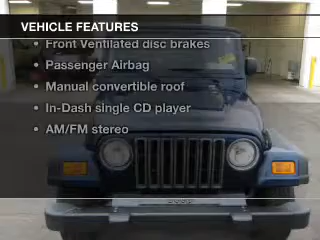 VEHICLE FEATURES
• Front Ventilated disc brakes
• Passenger Airbag
• Manual convertible roof
• In-Dash single CD player
• AM/FM stereo
Jeep